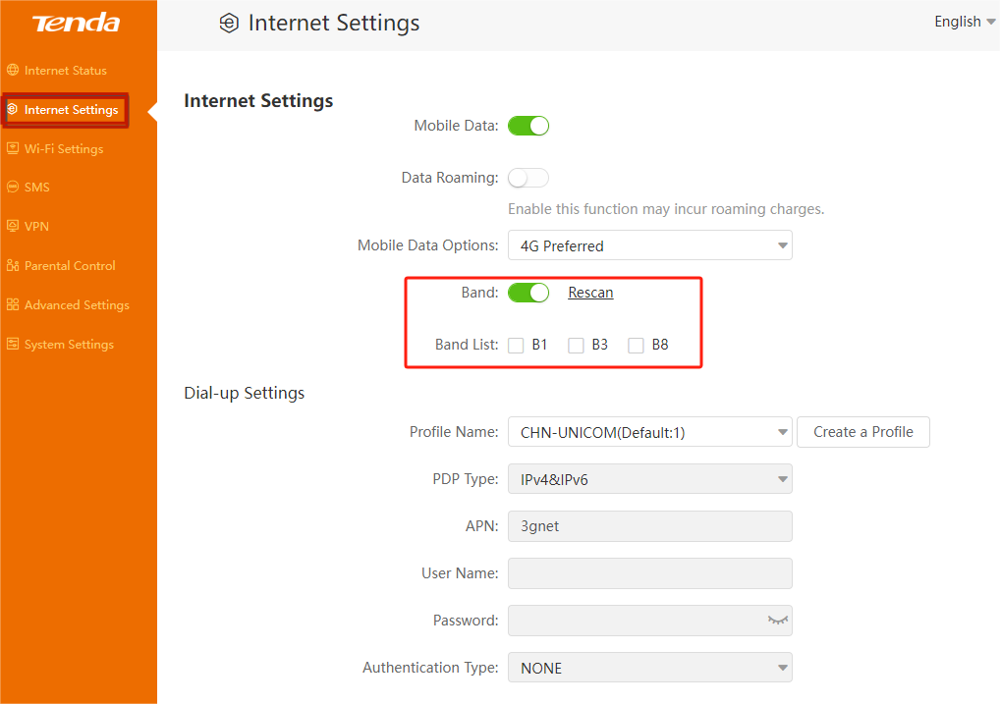 Tenda
Internet Settings
English
Internet Status
Internet Settings
Wi-Fi Settings
SMS
VPN
Parental Control
Advanced Settings
System Settings
Internet Settings
Mobile Data:
Data Roaming:
Enable this function may incur roaming charges.
Mobile Data Options: 4G Preferred
Band: Rescan
Band List: B1 B3 B8
Dial-up Settings
Profile Name: CHN-UNICOM(Default:1) Create a Profile
PDP Type: IPv4&IPv6
APN: 3gnet
User Name:
Password:
Authentication Type: NONE